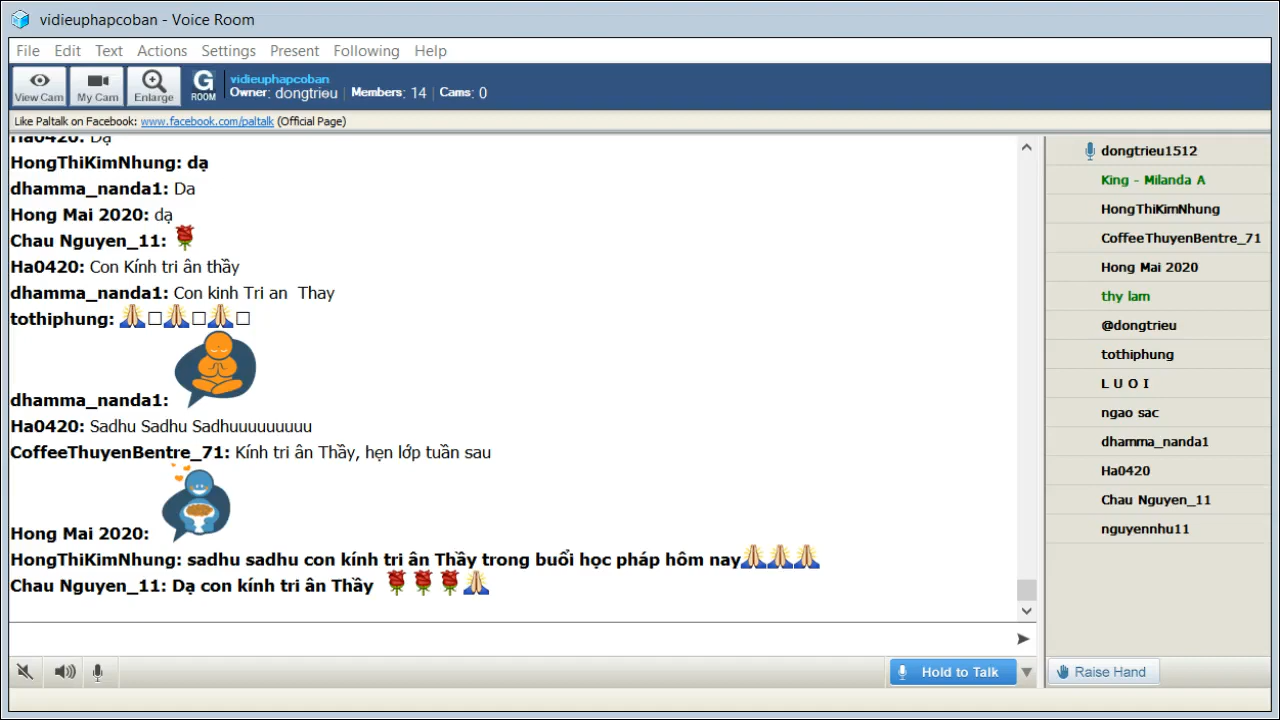 vidieuphapcoban - Voice Room
File Edit Text Actions Settings Present Following Help
View Cam My Cam Enlarge G ROOM
vidieuphapcoban
Owner: dongtrieu | Members: 14 | Cams: 0
Like Paltalk on Facebook: www.facebook.com/paltalk (Official Page)
Ha0420: Dạ
HongThiKimNhung: dạ
dhamma_nanda1: Da
Hong Mai 2020: dạ
Chau Nguyen_11:
Ha0420: Con Kính tri ân thầy
dhamma_nanda1: Con kinh Tri an Thay
tothiphung:
dhamma_nanda1:
Ha0420: Sadhu Sadhu Sadhuuuuuuuuu
CoffeeThuyenBentre_71: Kính tri ân Thầy, hẹn lớp tuần sau
Hong Mai 2020:
HongThiKimNhung: sadhu sadhu con kính tri ân Thầy trong buổi học pháp hôm nay
Chau Nguyen_11: Dạ con kính tri ân Thầy
Hold to Talk
dongtrieu1512
King - Milanda A
HongThiKimNhung
CoffeeThuyenBentre_71
Hong Mai 2020
thy lam
@dongtrieu
tothiphung
L U O I
ngao sac
dhamma_nanda1
Ha0420
Chau Nguyen_11
nguyennhu11
Raise Hand